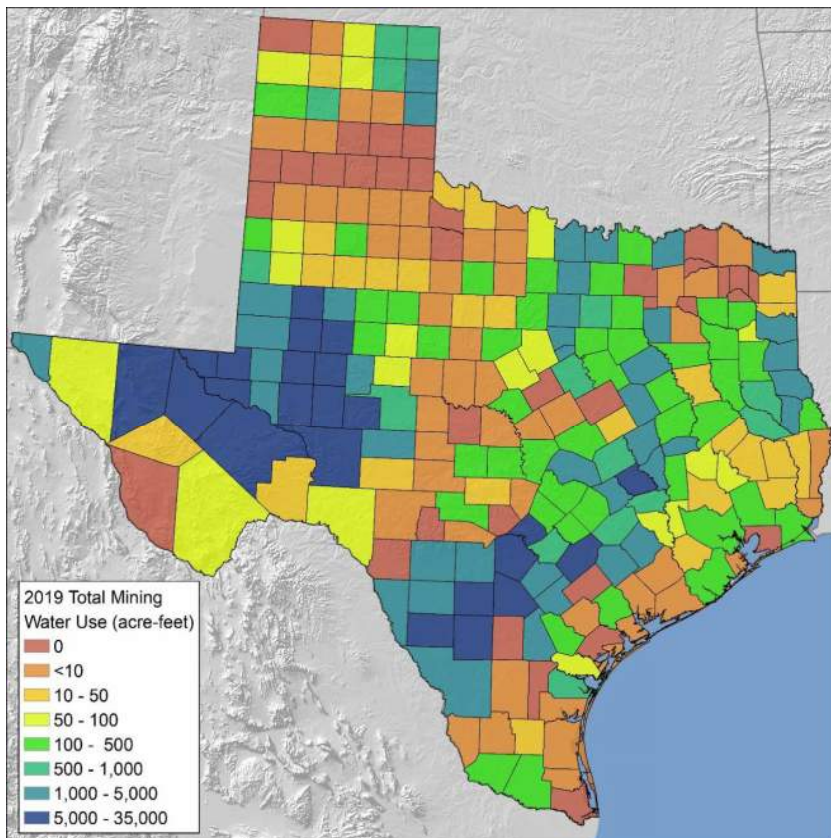 2019 Total Mining
Water Use (acre-feet)
0
<10
10 - 50
50 - 100
100 - 500
500 - 1,000
1,000 - 5,000
5,000 - 35,000